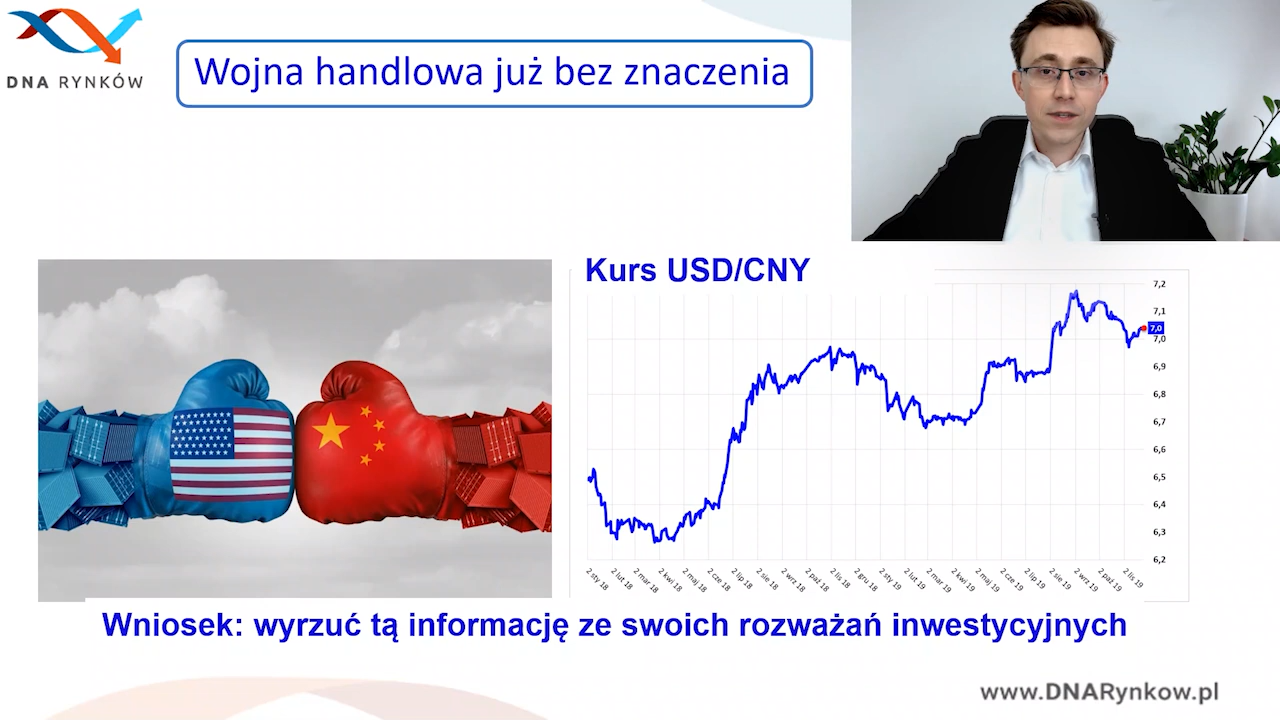 DNA RYNKÓW
Wojna handlowa już bez znaczenia
Kurs USD/CNY
7,2
7,1
7,0
7,0
6,9
6,8
6,7
6,6
6,5
6,4
6,3
6,2
2 sty 18
2 lut 18
2 mar 18
2 kwi 18
2 maj 18
2 cze 18
2 lip 18
2 sie 18
2 wrz 18
2 paź 18
2 lis 18
2 gru 18
2 sty 19
2 lut 19
2 mar 19
2 kwi 19
2 maj 19
2 cze 19
2 lip 19
2 sie 19
2 wrz 19
2 paź 19
2 lis 19
Wniosek: wyrzuć tą informację ze swoich rozważań inwestycyjnych
www.DNARynkow.pl